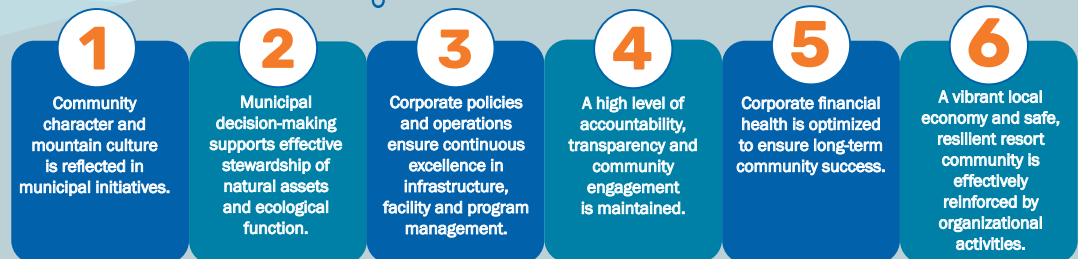 1
Community
character and
mountain culture
is reflected in
municipal initiatives.
2
Municipal
decision-making
supports effective
stewardship of
natural assets
and ecological
function.
3
Corporate policies
and operations
ensure continuous
excellence in
infrastructure,
facility and program
management.
4
A high level of
accountability,
transparency and
community
engagement
is maintained.
5
Corporate financial
health is optimized
to ensure long-term
community success.
6
A vibrant local
economy and safe,
resilient resort
community is
effectively
reinforced by
organizational
activities.